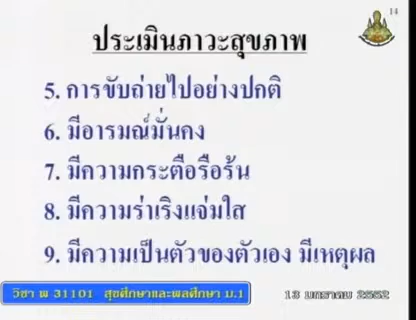 14
ประเมินภาวะสุขภาพ
5. การขับถ่ายไปอย่างปกติ
6. มีอารมณ์มั่นคง
7. มีความกระตือรือร้น
8. มีความร่าเริงแจ่มใส
9. มีความเป็นตัวของตัวเอง มีเหตุผล
วิชา พ 31101 สุขศึกษาและพลศึกษา ม.1
13 มกราคม 2552